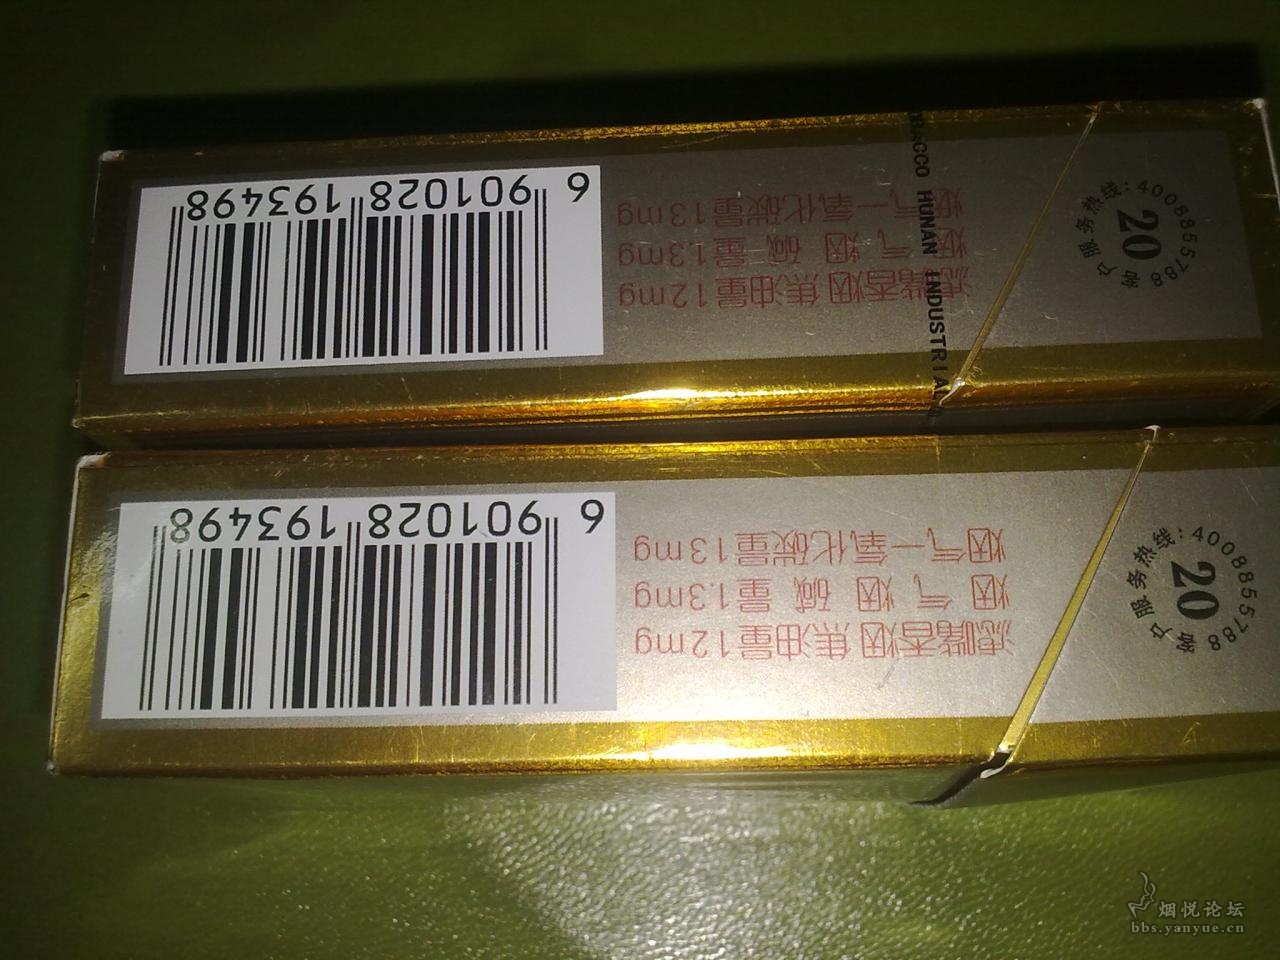 6 901028 193498
滤嘴香烟 焦油量12mg
烟气烟碱量1.3mg
烟气一氧化碳量13mg
HUNAN INDUSTRIAL
户服务热线:4008855788
20
6 901028 193498
滤嘴香烟 焦油量12mg
烟气烟碱量1.3mg
烟气一氧化碳量13mg
户服务热线:4008855788
20
烟悦论坛
bbs.yanyue.cn